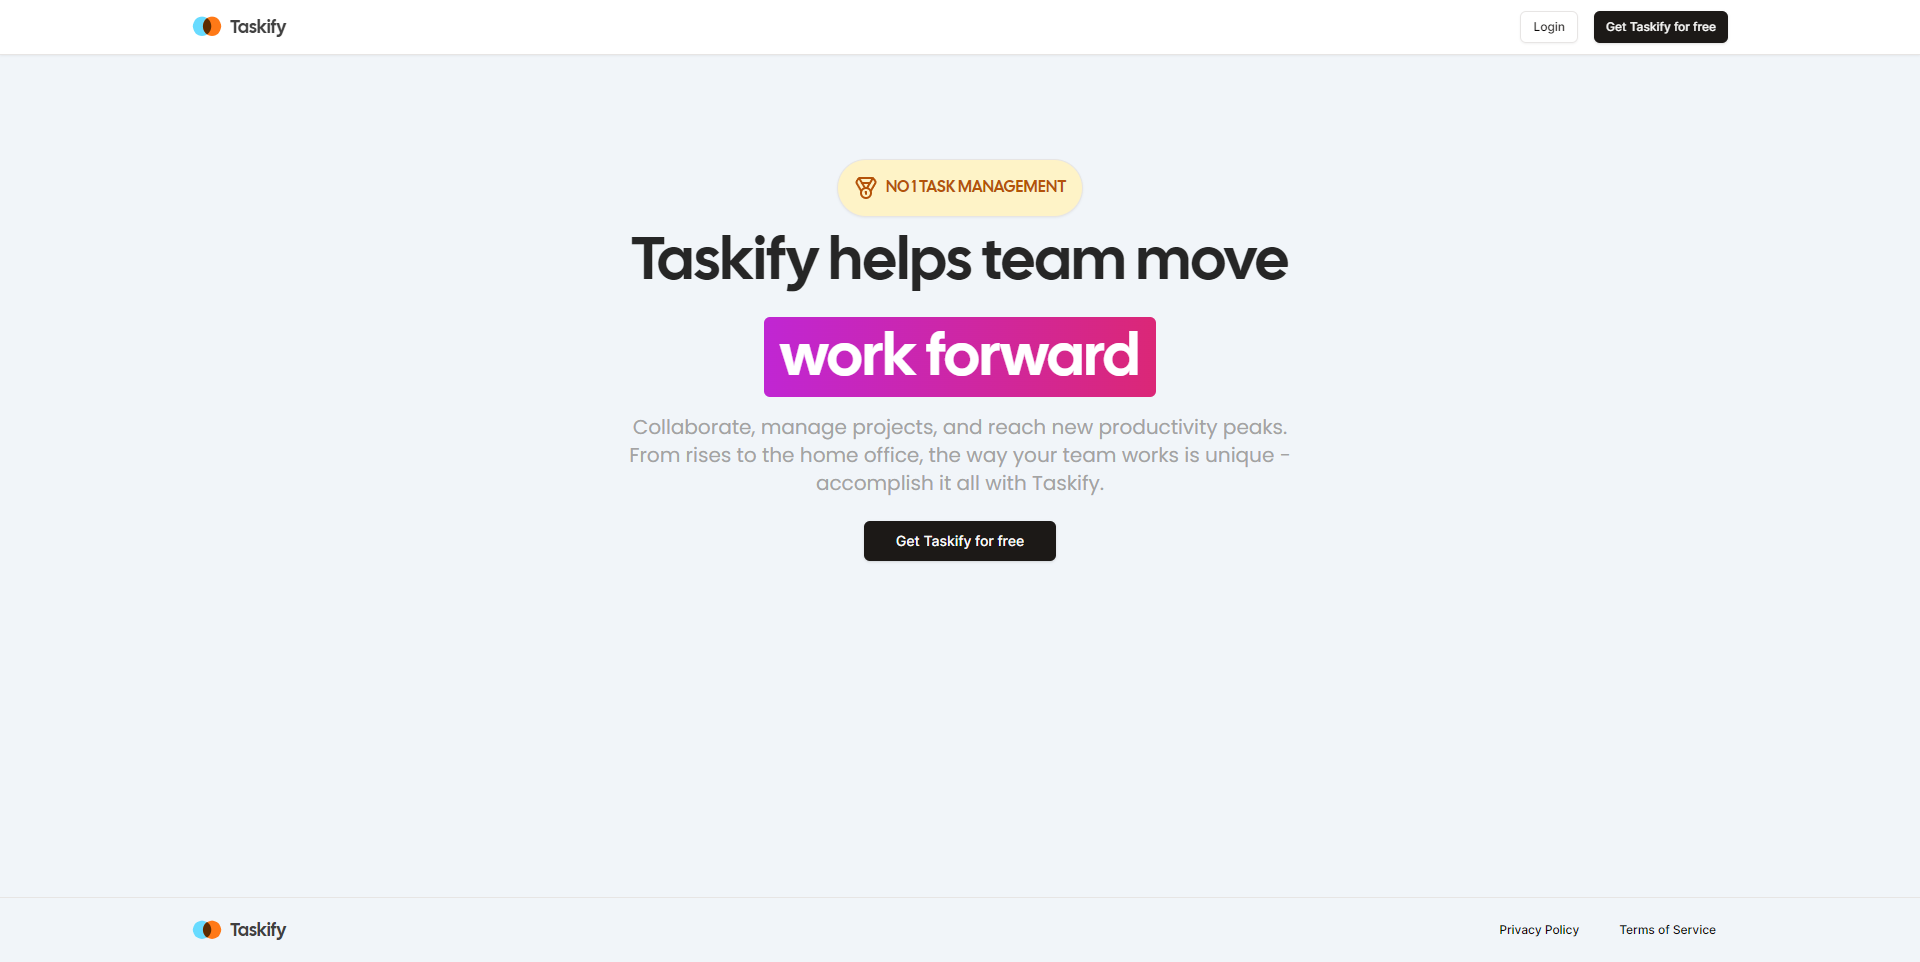 Taskify
Login
Get Taskify for free
NO 1 TASK MANAGEMENT
Taskify helps team move
work forward
Collaborate, manage projects, and reach new productivity peaks.
From rises to the home office, the way your team works is unique -
accomplish it all with Taskify.
Get Taskify for free
Taskify
Privacy Policy
Terms of Service